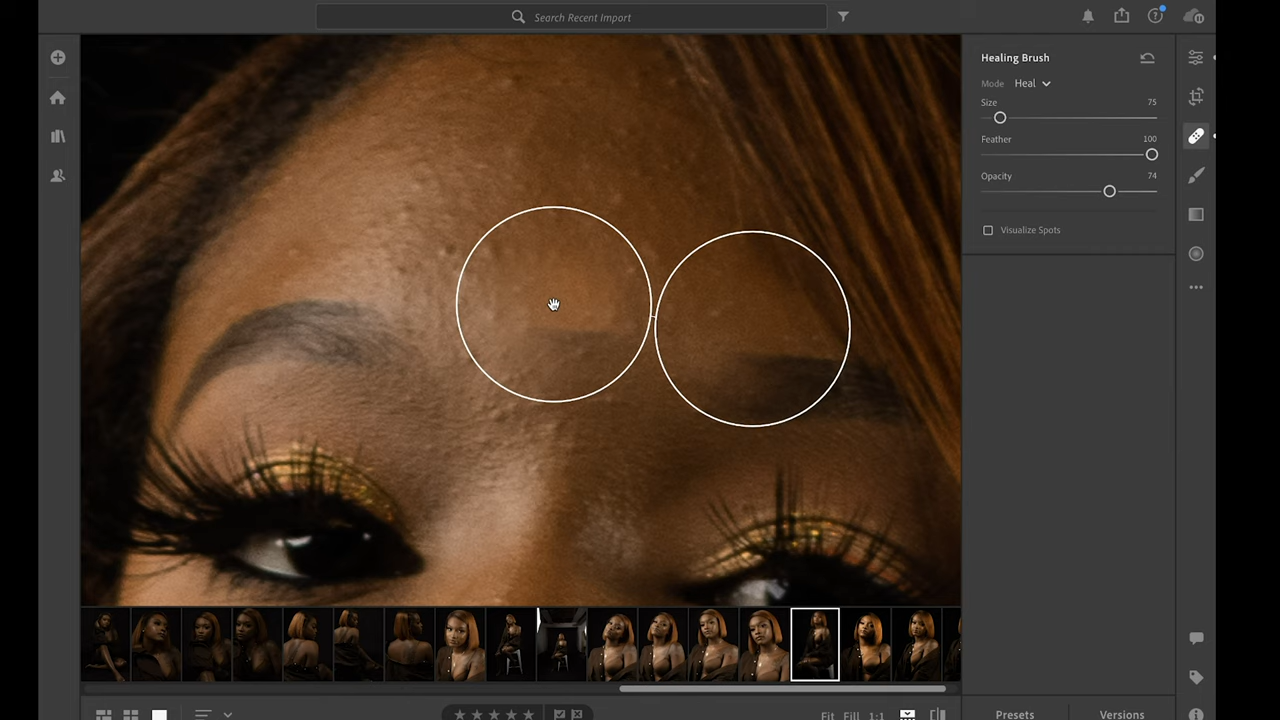 Search Recent Import
Healing Brush
Mode Heal
Size 75
Feather 100
Opacity 74
Visualize Spots
Fit Fill 1:1
Presets Versions